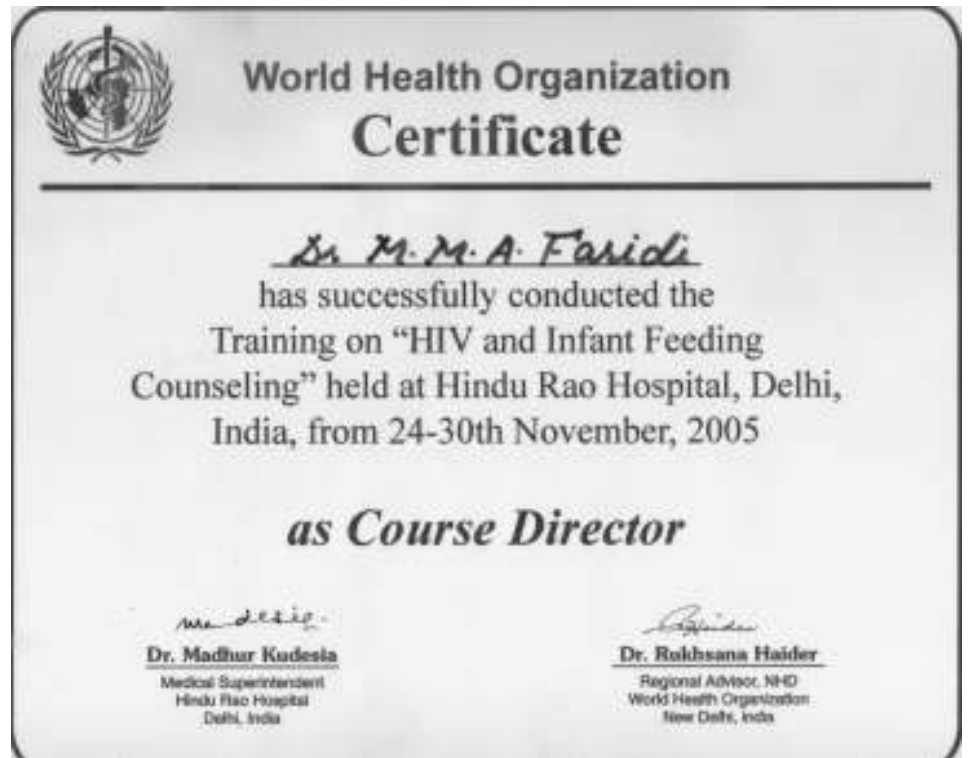 World Health Organization
Certificate
Dr. M. M. A. Faridi
has successfully conducted the
Training on “HIV and Infant Feeding
Counseling” held at Hindu Rao Hospital, Delhi,
India, from 24-30th November, 2005
as Course Director
Dr. Madhur Kudesia
Medical Superintendent
Hindu Rao Hospital
Delhi, India
Dr. Rukhsana Haider
Regional Advisor, NHD
World Health Organization
New Delhi, India